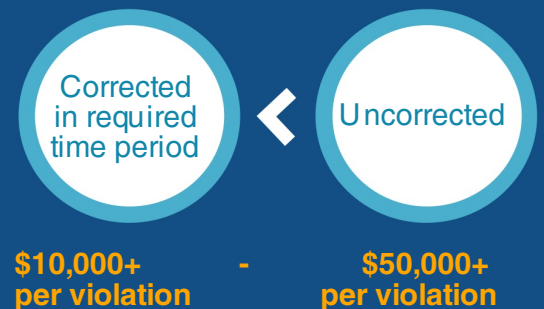 Corrected
in required
time period
<
Uncorrected
$10,000+ - $50,000+
per violation per violation